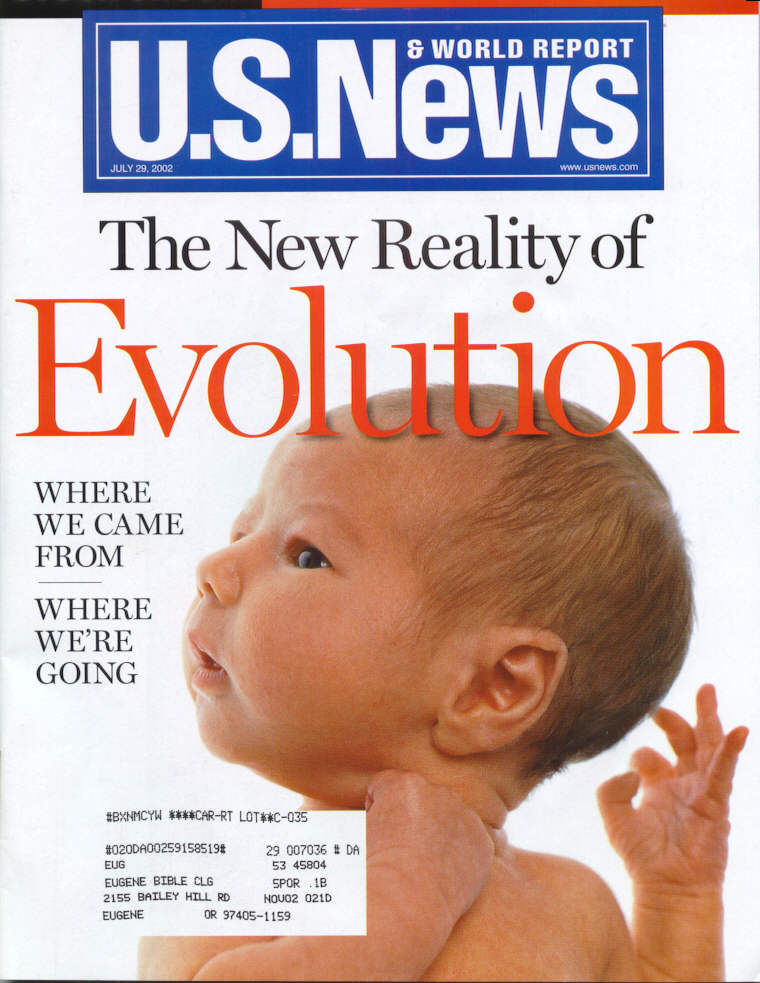 U.S. News
& WORLD REPORT
JULY 29, 2002
www.usnews.com
The New Reality of
Evolution
WHERE
WE CAME
FROM
WHERE
WE'RE
GOING
#BXNMCYW ****CAR-RT LOT**C-035
#020DA00259158519# 29 007036 # DA
EUG 53 45804
EUGENE BIBLE CLG SPOR .1B
2155 BAILEY HILL RD NOV02 021D
EUGENE OR 97405-1159